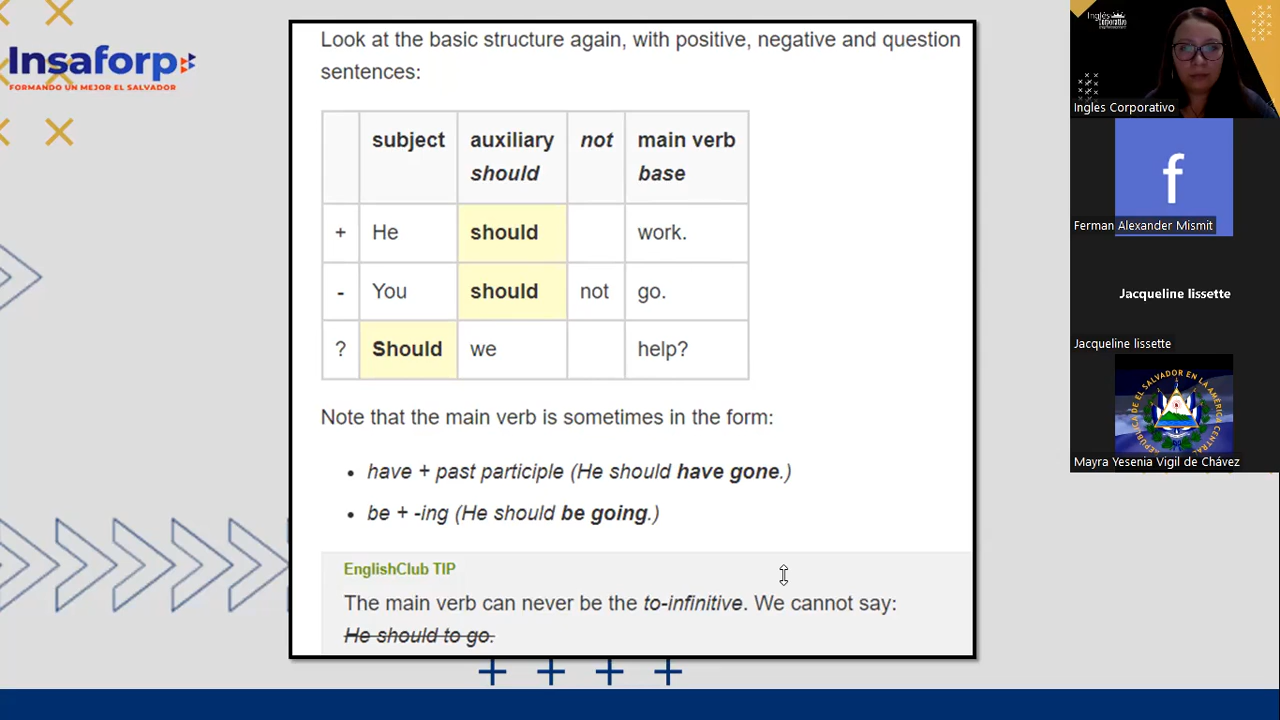 Insaforp
FORMANDO UN MEJOR EL SALVADOR
Look at the basic structure again, with positive, negative and question
sentences:
subject auxiliary not main verb
should base
+ He should work.
- You should not go.
? Should we help?
Note that the main verb is sometimes in the form:
• have + past participle (He should have gone.)
• be + -ing (He should be going.)
EnglishClub TIP
The main verb can never be the to-infinitive. We cannot say:
He should to go.
Inglés
Corporativo
Ingles Corporativo
f
Ferman Alexander Mismit
Jacqueline lissette
Jacqueline lissette
Mayra Yesenia Vigil de Chávez